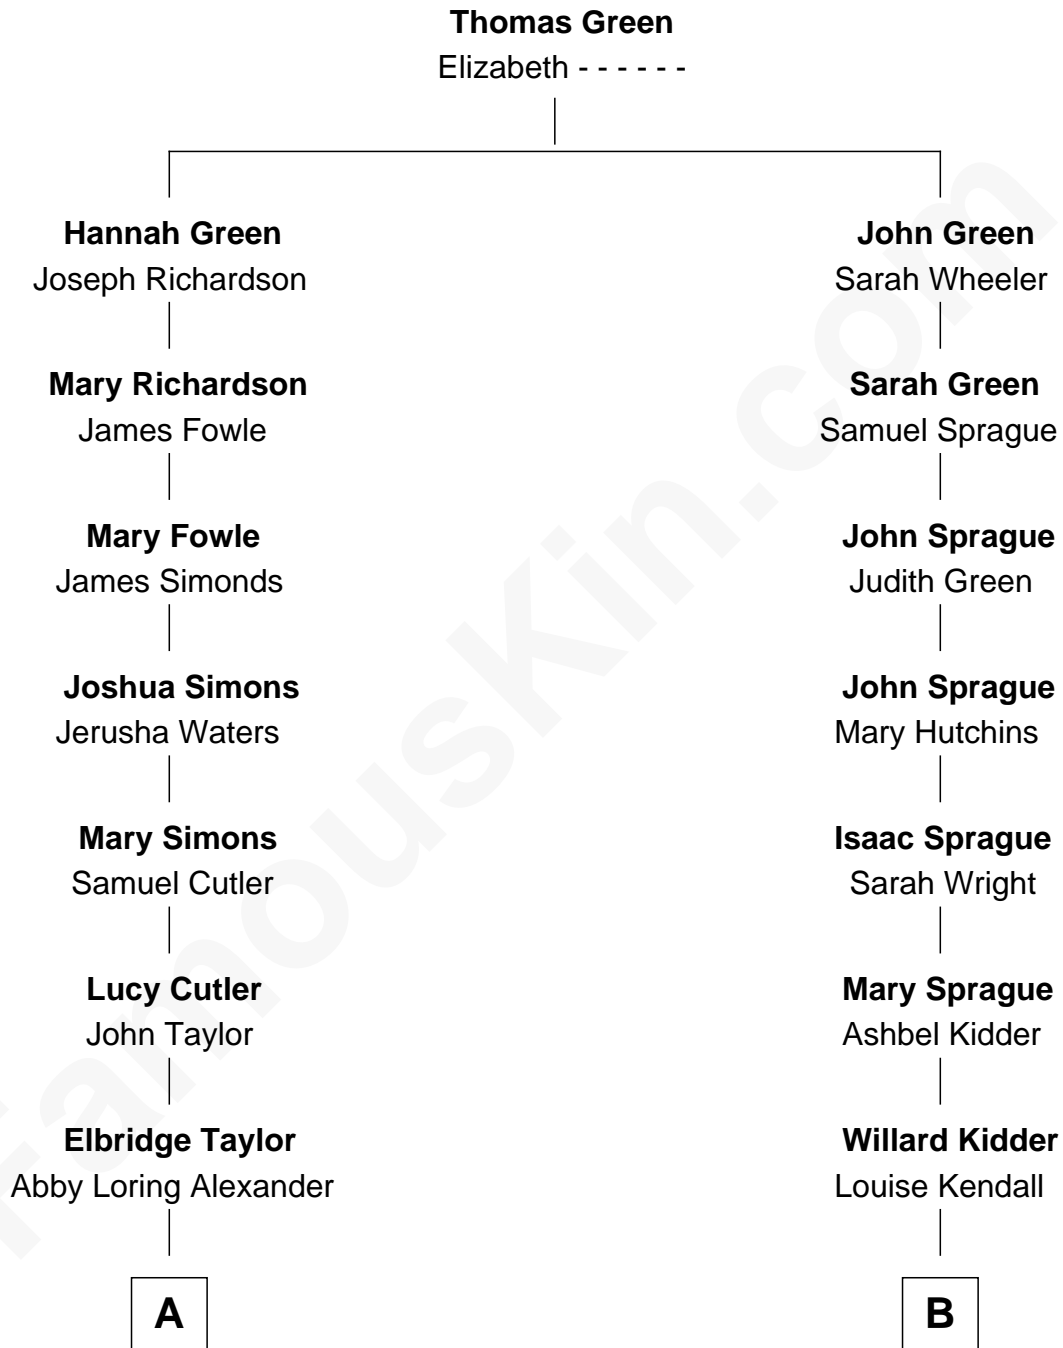 Thomas Green
Elizabeth - - - - - -
Hannah Green
Joseph Richardson
John Green
Sarah Wheeler
Mary Richardson
James Fowle
Sarah Green
Samuel Sprague
Mary Fowle
James Simonds
John Sprague
Judith Green
Joshua Simons
Jerusha Waters
John Sprague
Mary Hutchins
Mary Simons
Samuel Cutler
Isaac Sprague
Sarah Wright
Lucy Cutler
John Taylor
Mary Sprague
Ashbel Kidder
Elbridge Taylor
Abby Loring Alexander
Willard Kidder
Louise Kendall
A
B
FamousKin.com